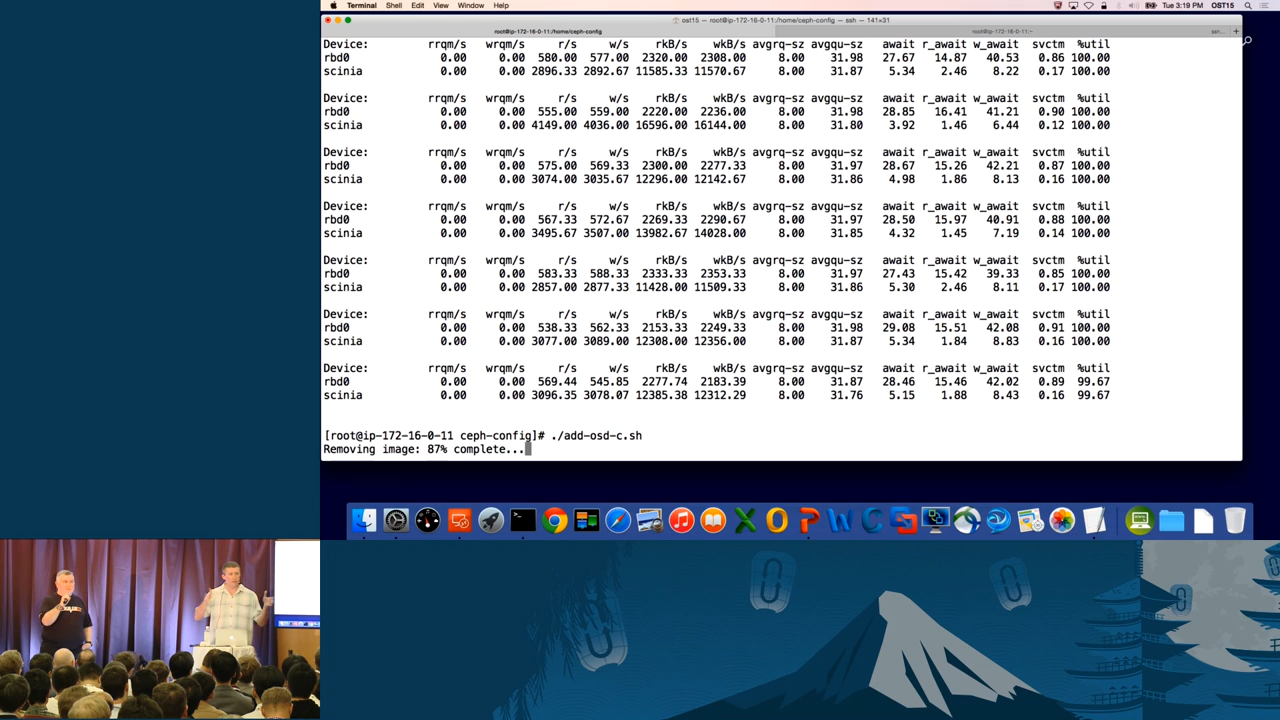 Terminal Shell Edit View Window Help
Tue 3:19 PM OST15
ost15 — root@ip-172-16-0-11:/home/ceph-config — ssh — 141×31
root@ip-172-16-0-11:/home/ceph-config root@ip-172-16-0-11:~ ssh... +
Device: rrqm/s wrqm/s r/s w/s rkB/s wkB/s avgrq-sz avgqu-sz await r_await w_await svctm %util
rbd0 0.00 0.00 580.00 577.00 2320.00 2308.00 8.00 31.98 27.67 14.87 40.53 0.86 100.00
scinia 0.00 0.00 2896.33 2892.67 11585.33 11570.67 8.00 31.87 5.34 2.46 8.22 0.17 100.00
Device: rrqm/s wrqm/s r/s w/s rkB/s wkB/s avgrq-sz avgqu-sz await r_await w_await svctm %util
rbd0 0.00 0.00 555.00 559.00 2220.00 2236.00 8.00 31.98 28.85 16.41 41.21 0.90 100.00
scinia 0.00 0.00 4149.00 4036.00 16596.00 16144.00 8.00 31.80 3.92 1.46 6.44 0.12 100.00
Device: rrqm/s wrqm/s r/s w/s rkB/s wkB/s avgrq-sz avgqu-sz await r_await w_await svctm %util
rbd0 0.00 0.00 575.00 569.33 2300.00 2277.33 8.00 31.97 28.67 15.26 42.21 0.87 100.00
scinia 0.00 0.00 3074.00 3035.67 12296.00 12142.67 8.00 31.86 4.98 1.86 8.13 0.16 100.00
Device: rrqm/s wrqm/s r/s w/s rkB/s wkB/s avgrq-sz avgqu-sz await r_await w_await svctm %util
rbd0 0.00 0.00 567.33 572.67 2269.33 2290.67 8.00 31.97 28.50 15.97 40.91 0.88 100.00
scinia 0.00 0.00 3495.67 3507.00 13982.67 14028.00 8.00 31.85 4.32 1.45 7.19 0.14 100.00
Device: rrqm/s wrqm/s r/s w/s rkB/s wkB/s avgrq-sz avgqu-sz await r_await w_await svctm %util
rbd0 0.00 0.00 583.33 588.33 2333.33 2353.33 8.00 31.97 27.43 15.42 39.33 0.85 100.00
scinia 0.00 0.00 2857.00 2877.33 11428.00 11509.33 8.00 31.86 5.30 2.46 8.11 0.17 100.00
Device: rrqm/s wrqm/s r/s w/s rkB/s wkB/s avgrq-sz avgqu-sz await r_await w_await svctm %util
rbd0 0.00 0.00 538.33 562.33 2153.33 2249.33 8.00 31.98 29.08 15.51 42.08 0.91 100.00
scinia 0.00 0.00 3077.00 3089.00 12308.00 12356.00 8.00 31.87 5.34 1.84 8.83 0.16 100.00
Device: rrqm/s wrqm/s r/s w/s rkB/s wkB/s avgrq-sz avgqu-sz await r_await w_await svctm %util
rbd0 0.00 0.00 569.44 545.85 2277.74 2183.39 8.00 31.87 28.46 15.46 42.02 0.89 99.67
scinia 0.00 0.00 3096.35 3078.07 12385.38 12312.29 8.00 31.76 5.15 1.88 8.43 0.16 99.67
[root@ip-172-16-0-11 ceph-config]# ./add-osd-c.sh
Removing image: 87% complete...